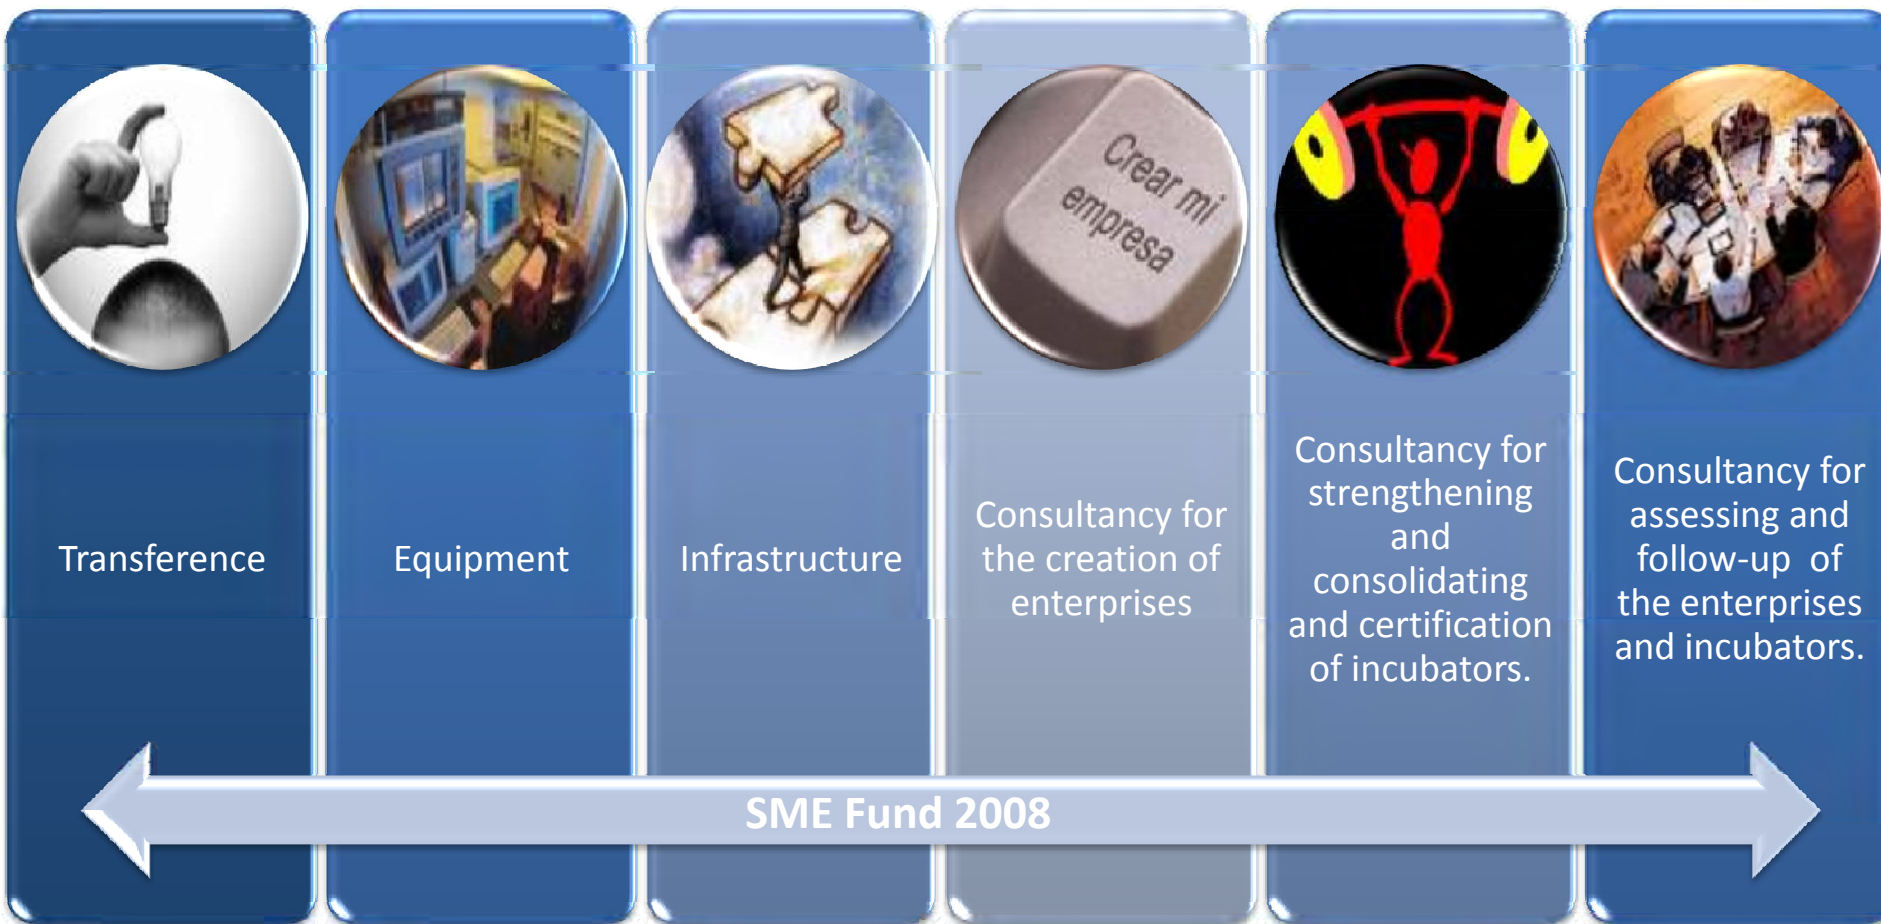 Crear mi
empresa
Transference
Equipment
Infrastructure
Consultancy for
the creation of
enterprises
Consultancy for
strengthening
and
consolidating
and certification
of incubators.
Consultancy for
assessing and
follow-up of
the enterprises
and incubators.
SME Fund 2008